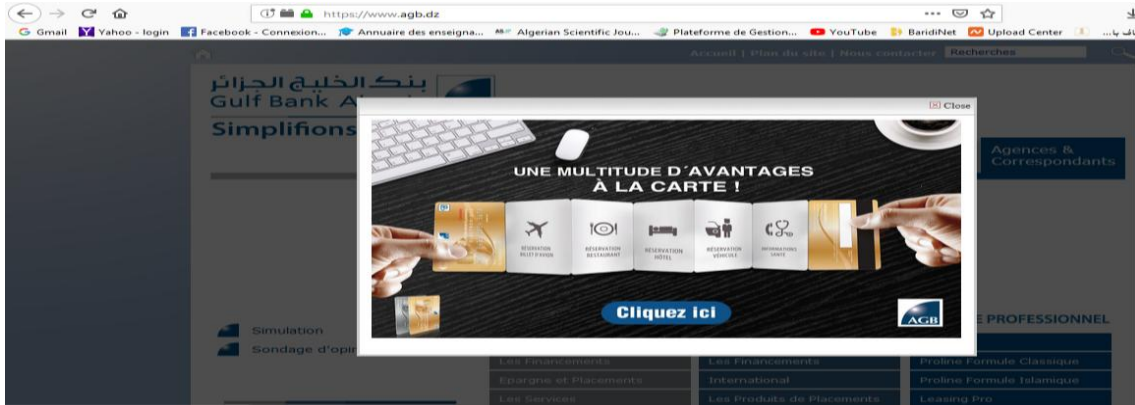 https://www.agb.dz
Gmail
Yahoo - login
Facebook - Connexion...
Annuaire des enseigna...
Algerian Scientific Jou...
Plateforme de Gestion...
YouTube
BaridiNet
Upload Center
Accueil | Plan du site | Nous contacter
Recherches
بنك الخليج الجزائر
Gulf Bank A
Simplifions
Close
Agences &
Correspondants
UNE MULTITUDE D'AVANTAGES
À LA CARTE !
RÉSERVATION
BILLET D'AVION
RÉSERVATION
RESTAURANT
RÉSERVATION
HÔTEL
RÉSERVATION
VÉHICULE
INFORMATIONS
SANTÉ
Cliquez ici
AGB
Simulation
Sondage d'opin
E PROFESSIONNEL
Les Financements
Les Financements
Proline Formule Classique
Epargne et Placements
International
Proline Formule Islamique
Les Services
Les Produits de Placements
Leasing Pro